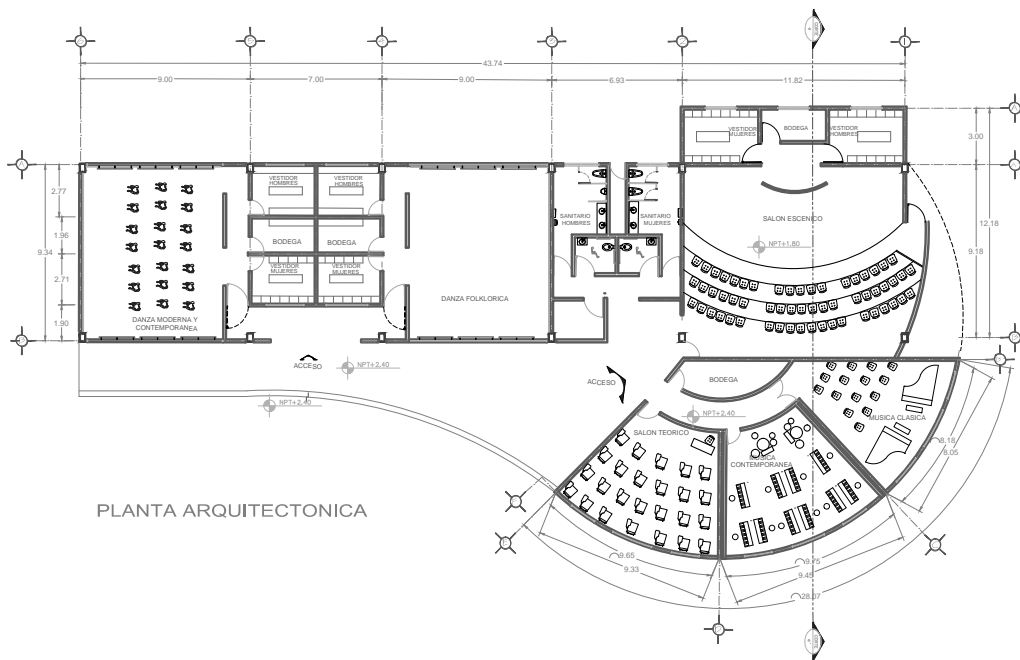 43.74
9.00
7.00
9.00
6.93
11.82
3.00
12.18
9.18
2.77
1.96
9.34
2.71
1.90
VESTIDOR
MUJERES
BODEGA
VESTIDOR
HOMBRES
VESTIDOR
HOMBRES
VESTIDOR
HOMBRES
BODEGA
BODEGA
VESTIDOR
MUJERES
VESTIDOR
MUJERES
SANITARIO
HOMBRES
SANITARIO
MUJERES
SALON ESCENICO
NPT+1.80
DANZA MODERNA Y
CONTEMPORANEA
DANZA FOLKLORICA
ACCESO
NPT+2.40
NPT+2.40
ACCESO
BODEGA
NPT+2.40
SALON TEORICO
MUSICA
CONTEMPORANEA
MUSICA CLASICA
8.18
8.05
9.65
9.33
9.75
9.45
28.07
PLANTA ARQUITECTONICA